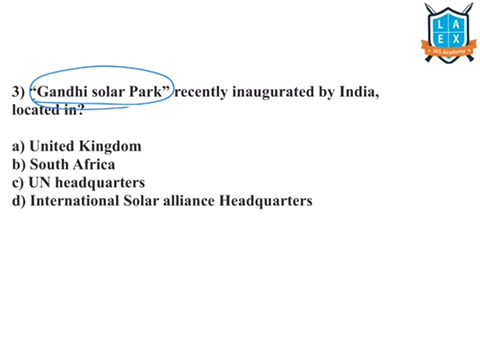 L A
E X
IAS Academy
3) “Gandhi solar Park” recently inaugurated by India,
located in?
a) United Kingdom
b) South Africa
c) UN headquarters
d) International Solar alliance Headquarters